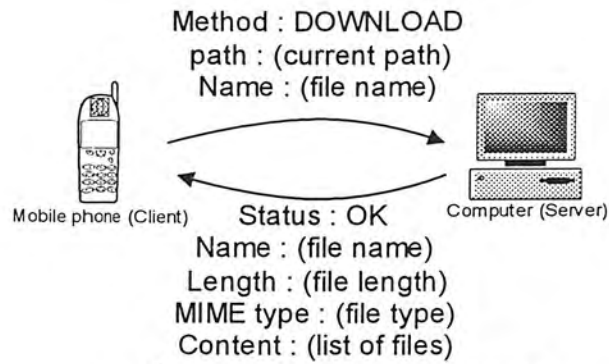 Method : DOWNLOAD
path : (current path)
Name : (file name)
Mobile phone (Client)
Computer (Server)
Status : OK
Name : (file name)
Length : (file length)
MIME type : (file type)
Content : (list of files)